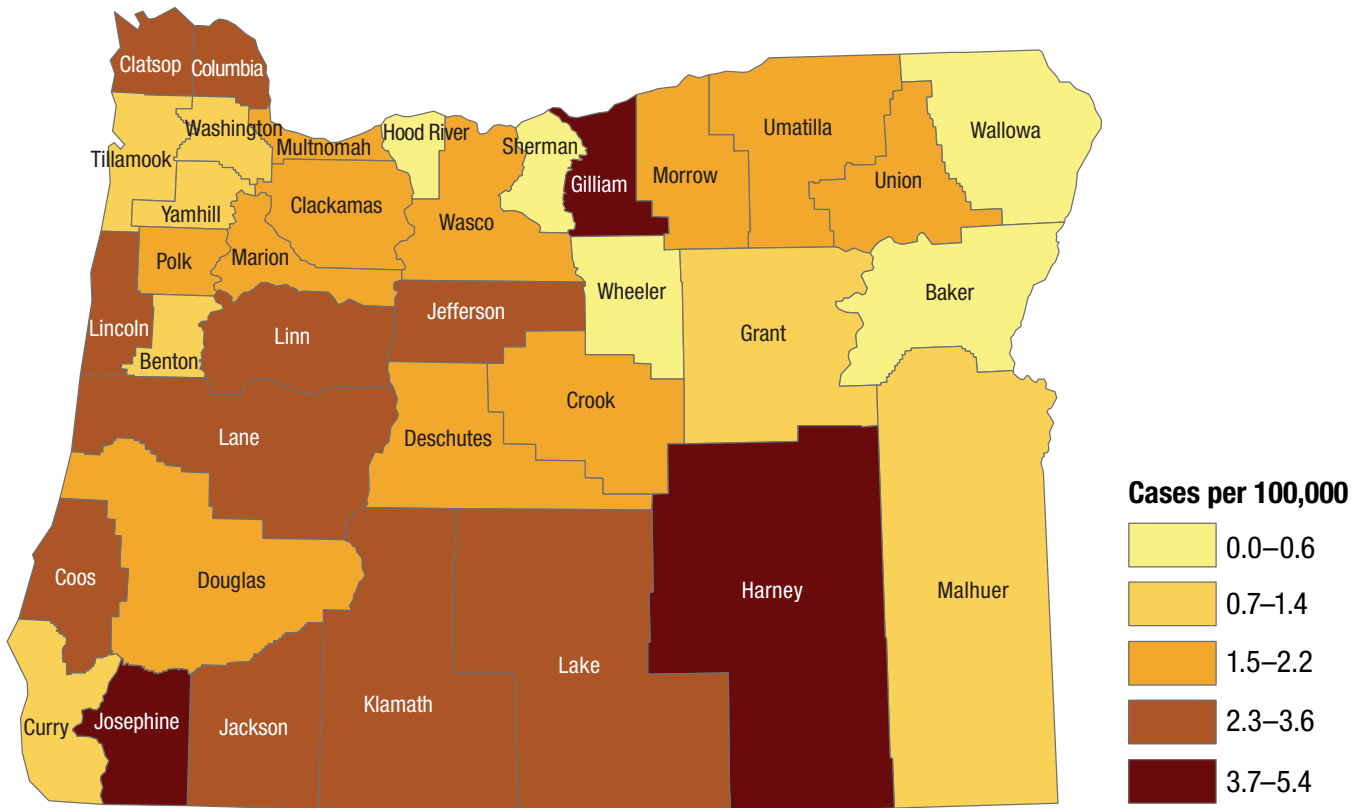 Clatsop
Columbia
Washington
Hood River
Tillamook
Multnomah
Sherman
Umatilla
Wallowa
Gilliam
Morrow
Union
Yamhill
Clackamas
Wasco
Polk
Marion
Wheeler
Baker
Lincoln
Linn
Jefferson
Grant
Benton
Crook
Lane
Deschutes
Coos
Douglas
Harney
Malhuer
Lake
Klamath
Curry
Josephine
Jackson
Cases per 100,000
0.0–0.6
0.7–1.4
1.5–2.2
2.3–3.6
3.7–5.4